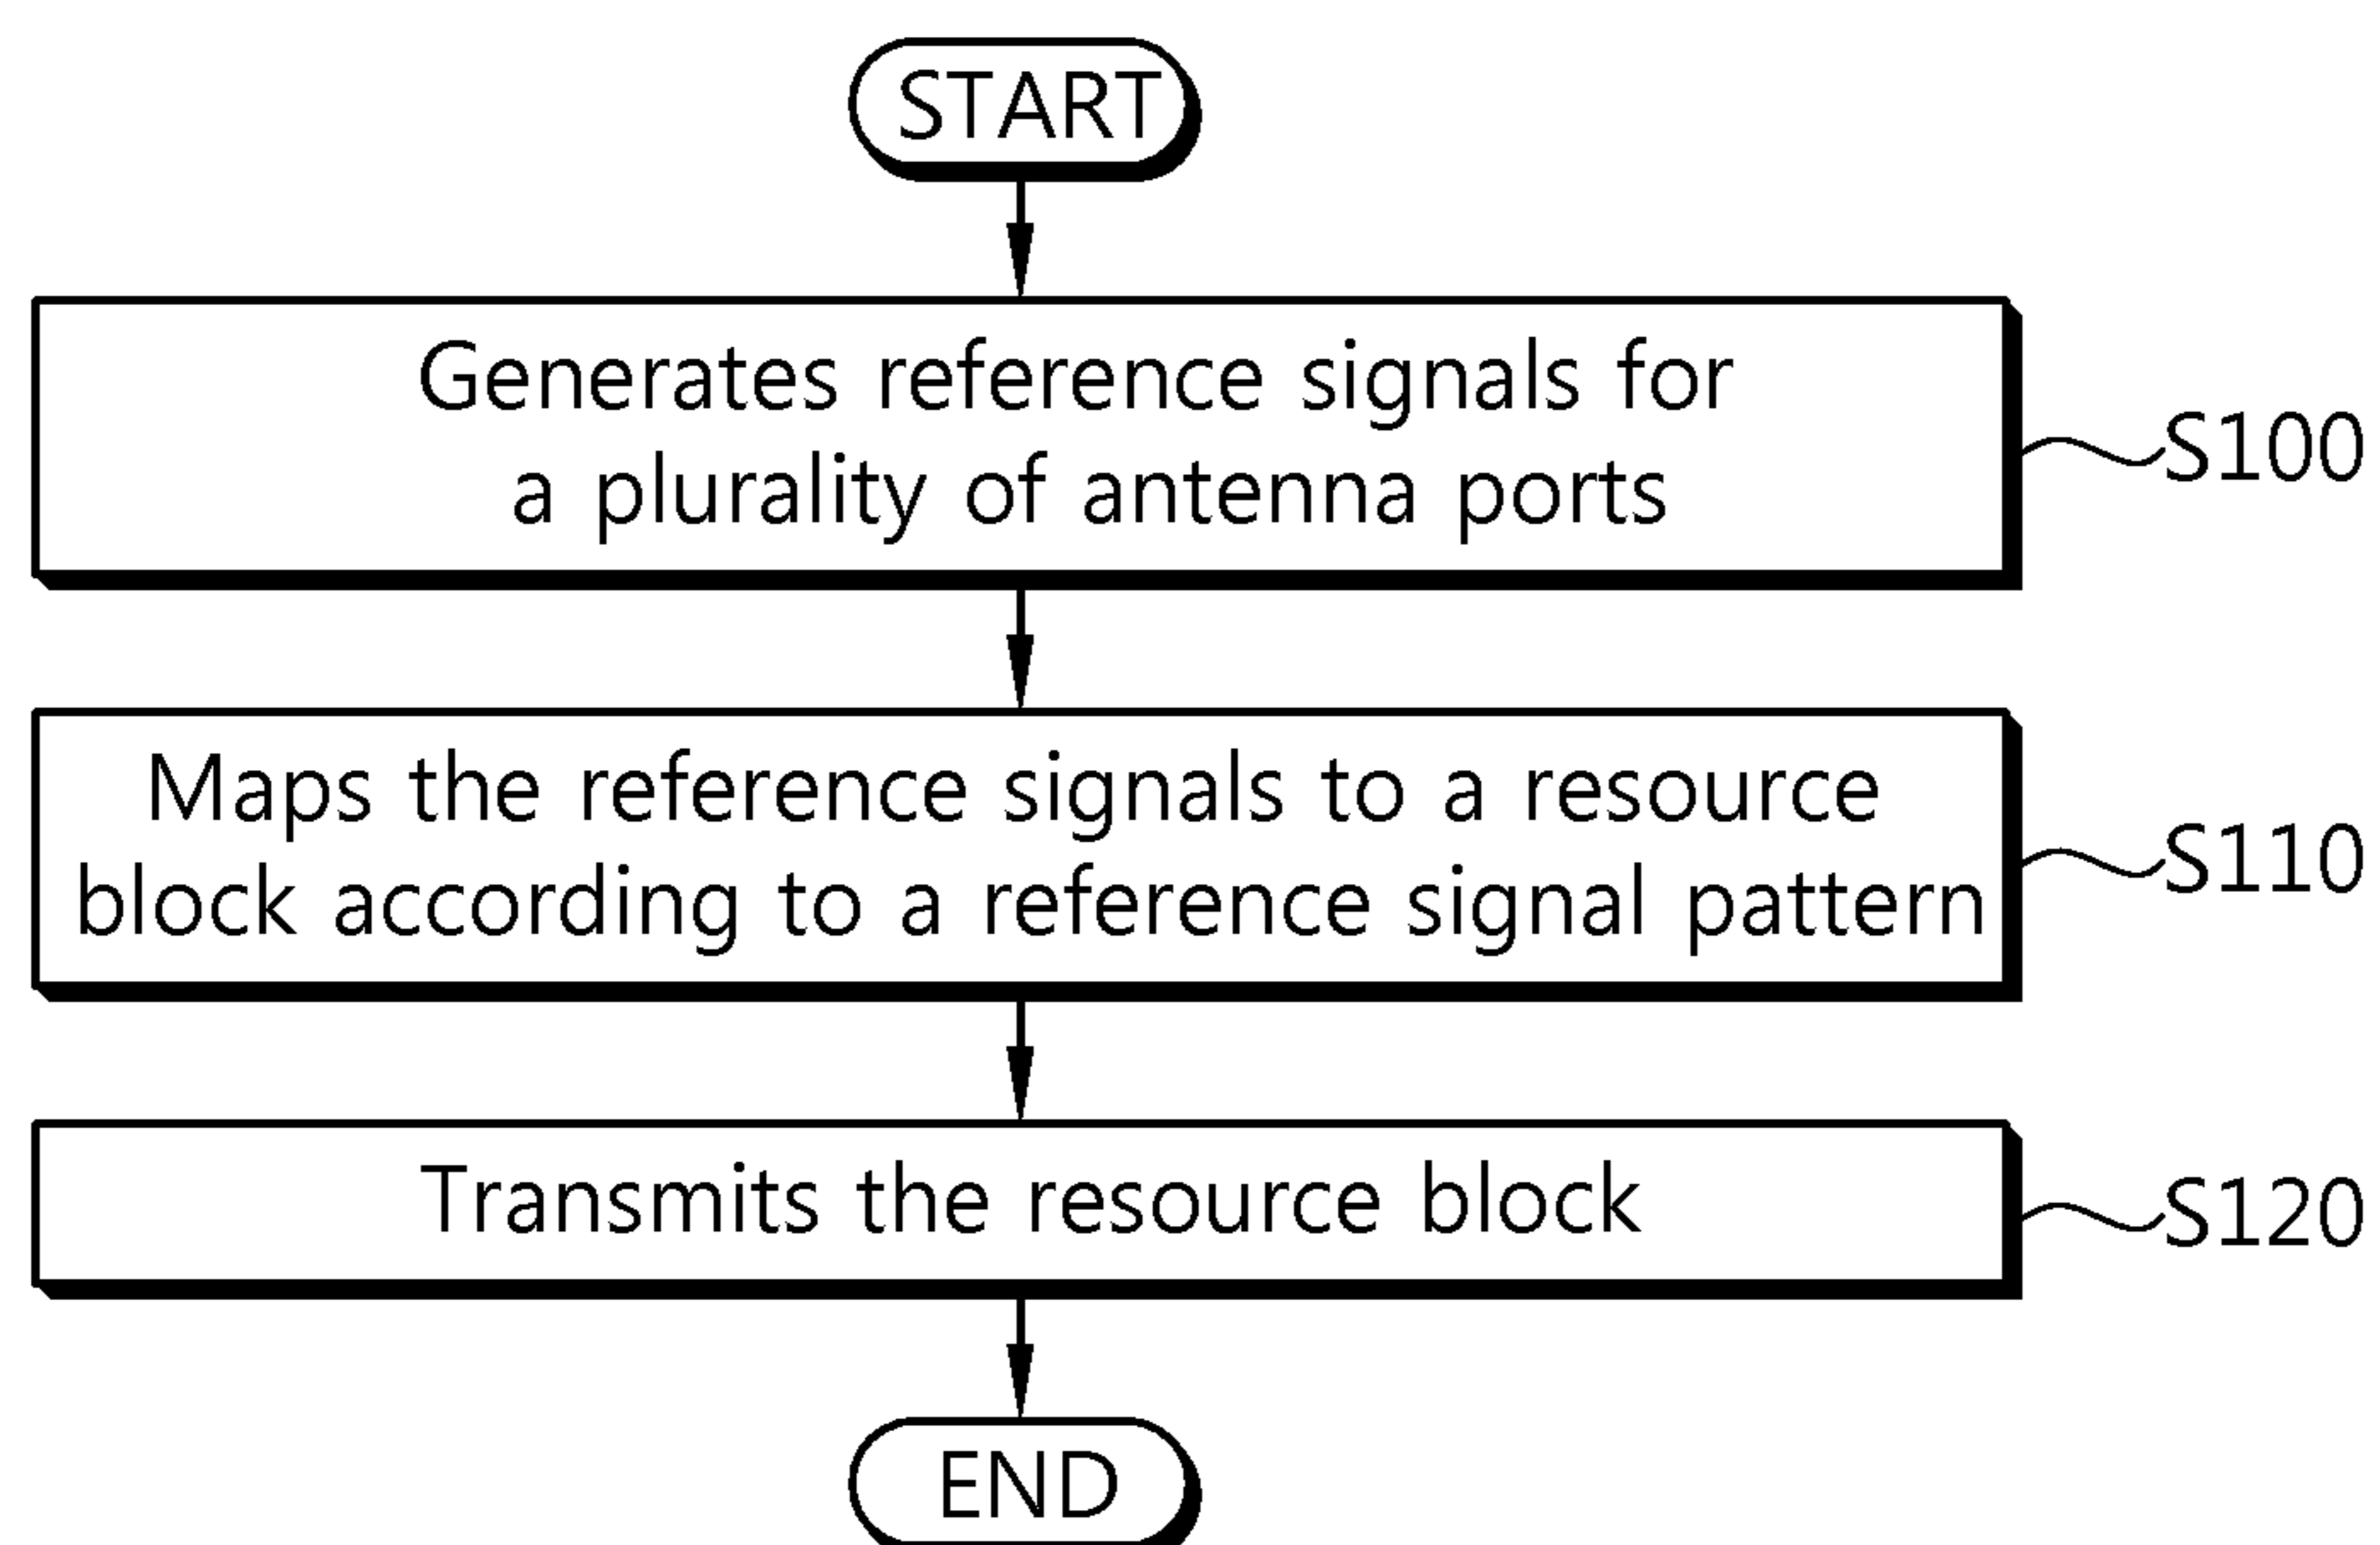 START
Generates reference signals for
a plurality of antenna ports
S100
Maps the reference signals to a resource
block according to a reference signal pattern
S110
Transmits the resource block
S120
END